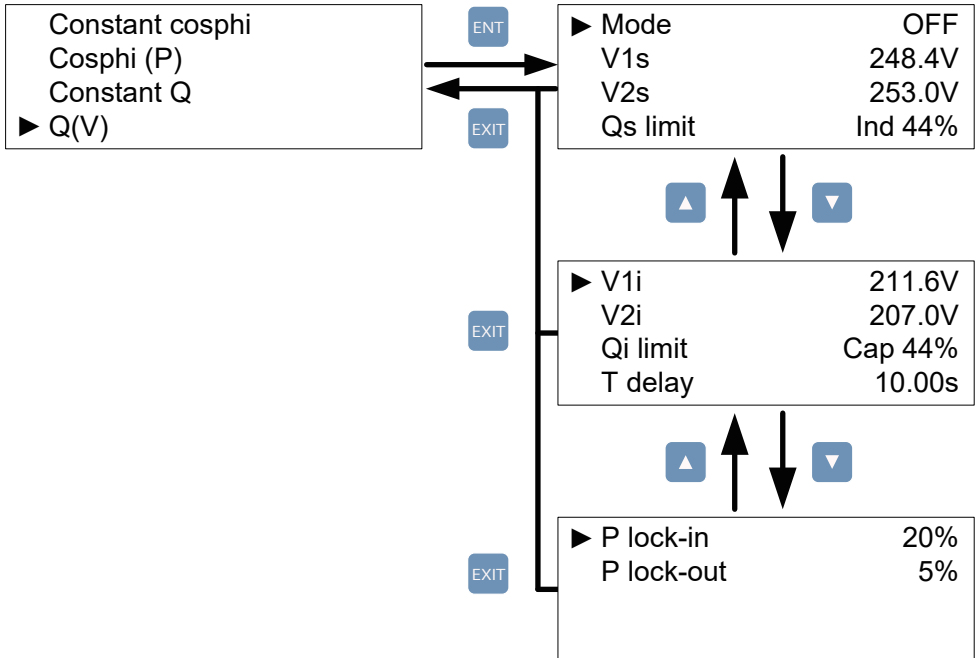 Constant cosphi
Cosphi (P)
Constant Q
► Q(V)
ENT
EXIT
► Mode OFF
V1s 248.4V
V2s 253.0V
Qs limit Ind 44%
▲ ▼
► V1i 211.6V
V2i 207.0V
Qi limit Cap 44%
T delay 10.00s
EXIT
▲ ▼
► P lock-in 20%
P lock-out 5%
EXIT